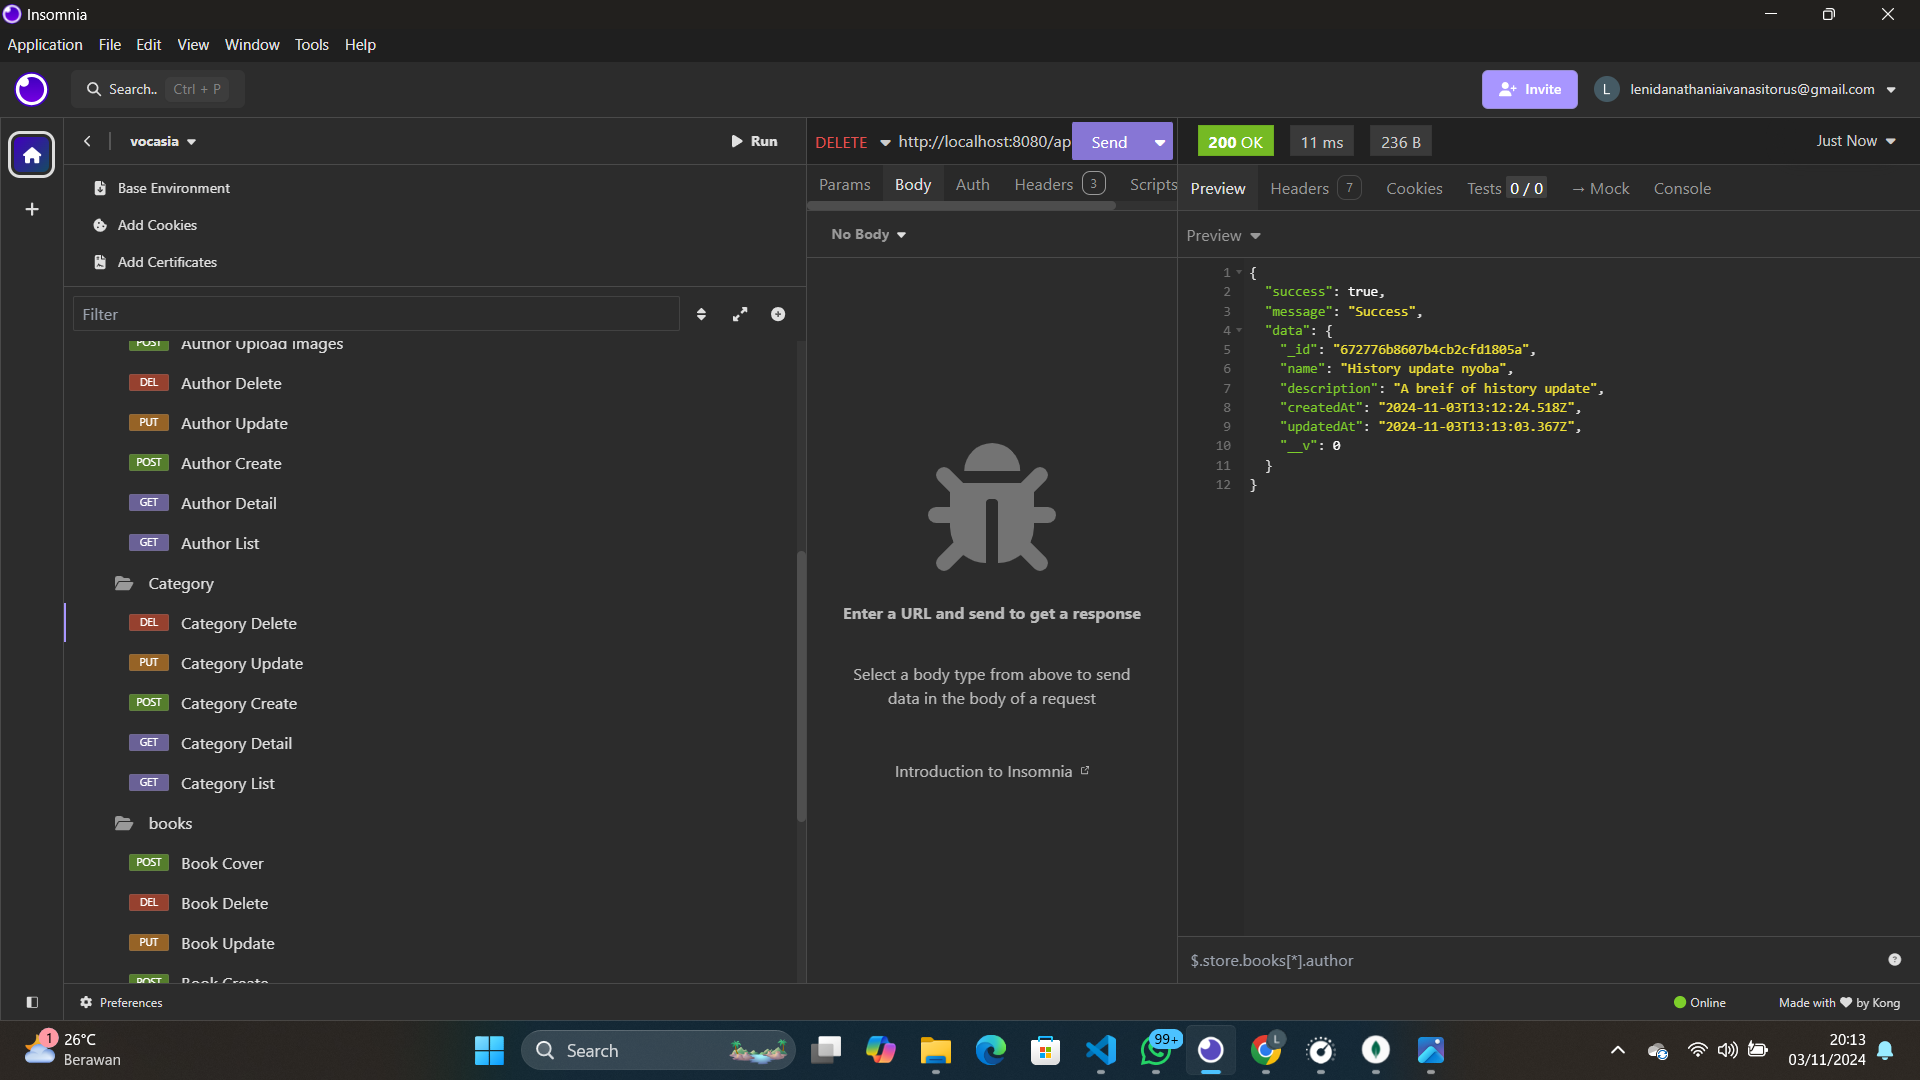 Insomnia
Application File Edit View Window Tools Help
Search.. Ctrl + P
Invite
L lenidanathaniaivanasitorus@gmail.com
vocasia
Run
Base Environment
Add Cookies
Add Certificates
Filter
POST Author Upload Images
DEL Author Delete
PUT Author Update
POST Author Create
GET Author Detail
GET Author List
Category
DEL Category Delete
PUT Category Update
POST Category Create
GET Category Detail
GET Category List
books
POST Book Cover
DEL Book Delete
PUT Book Update
POST Book Create
DELETE http://localhost:8080/ap Send
Params Body Auth Headers 3 Scripts
No Body
Enter a URL and send to get a response
Select a body type from above to send
data in the body of a request
Introduction to Insomnia
200 OK 11 ms 236 B Just Now
Preview Headers 7 Cookies Tests 0 / 0 → Mock Console
Preview
1 {
2 "success": true,
3 "message": "Success",
4 "data": {
5 "_id": "672776b8607b4cb2cfd1805a",
6 "name": "History update nyoba",
7 "description": "A breif of history update",
8 "createdAt": "2024-11-03T13:12:24.518Z",
9 "updatedAt": "2024-11-03T13:13:03.367Z",
10 "__v": 0
11 }
12 }
$.store.books[*].author
?
Preferences
Online
Made with ♥ by Kong
1
26°C
Berawan
Search
99+
L
20:13
03/11/2024